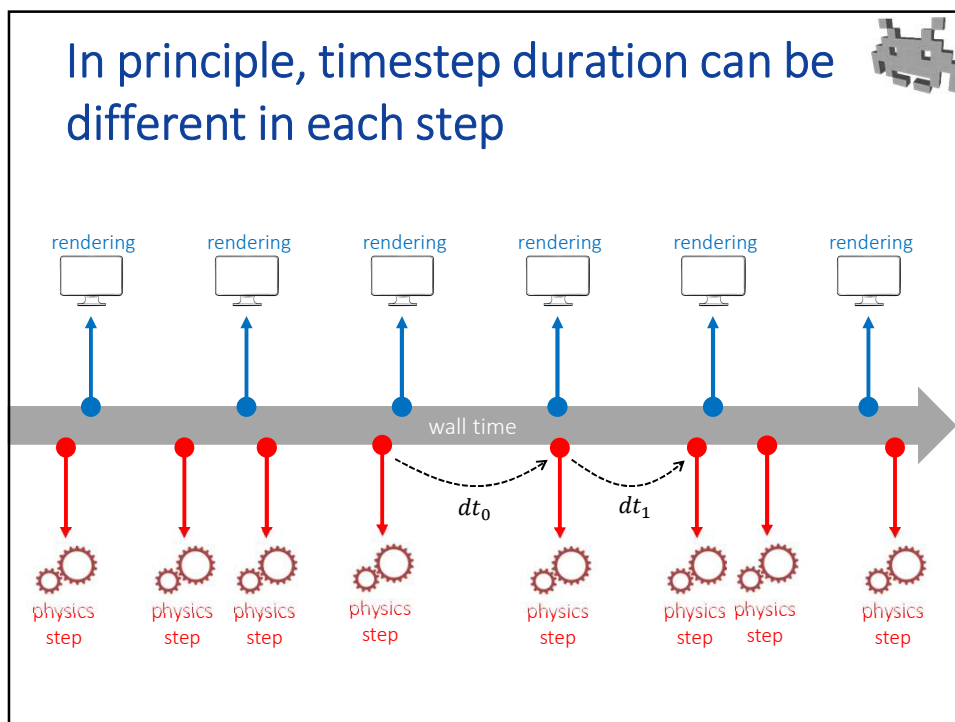 In principle, timestep duration can be
different in each step
rendering rendering rendering rendering rendering rendering
wall time
dt₀ dt₁
physics physics physics physics physics physics physics physics
step step step step step step step step